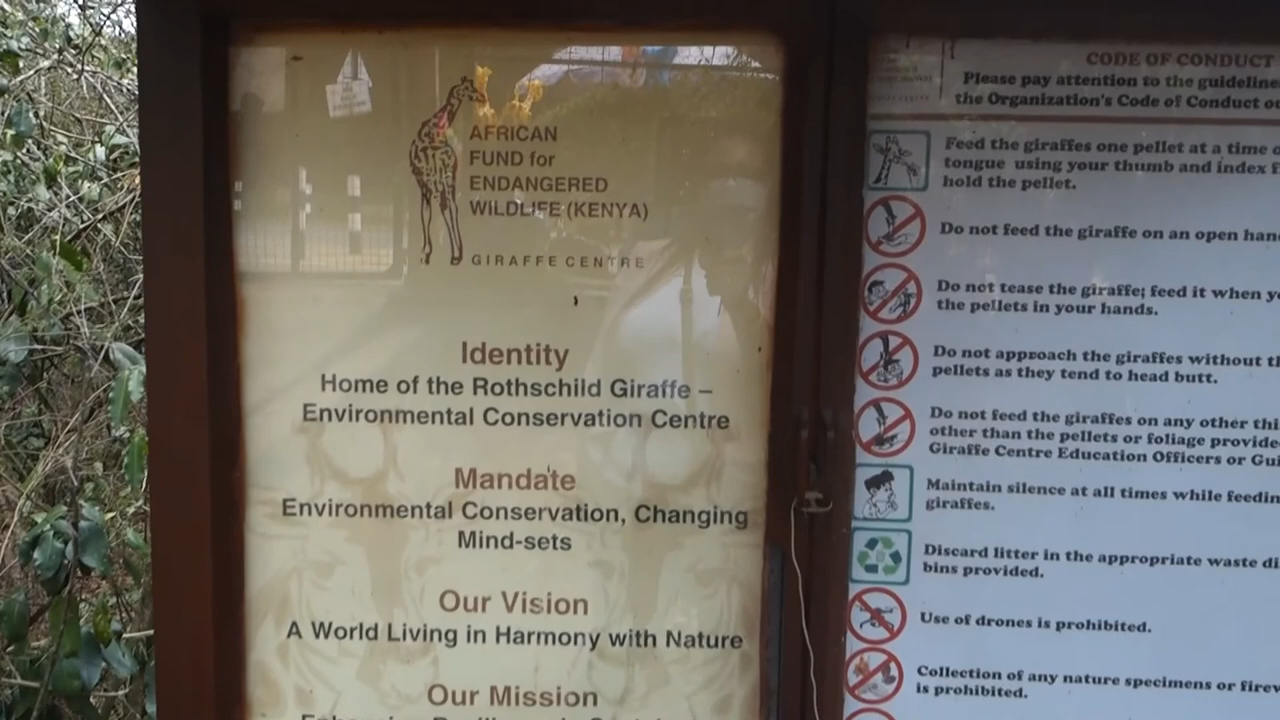 AFRICAN
FUND for
ENDANGERED
WILDLIFE (KENYA)
GIRAFFE CENTRE
Identity
Home of the Rothschild Giraffe –
Environmental Conservation Centre
Mandate
Environmental Conservation, Changing
Mind-sets
Our Vision
A World Living in Harmony with Nature
Our Mission
CODE OF CONDUCT
Please pay attention to the guideline
the Organization's Code of Conduct
Feed the giraffes one pellet at a time
tongue using your thumb and index
hold the pellet.
Do not feed the giraffe on an open han
Do not tease the giraffe; feed it when
the pellets in your hands.
Do not approach the giraffes without
pellets as they tend to head butt.
Do not feed the giraffes on any other thi
other than the pellets or foliage provide
Giraffe Centre Education Officers or Gui
Maintain silence at all times while feedin
giraffes.
Discard litter in the appropriate waste di
bins provided.
Use of drones is prohibited.
Collection of any nature specimens or firew
is prohibited.